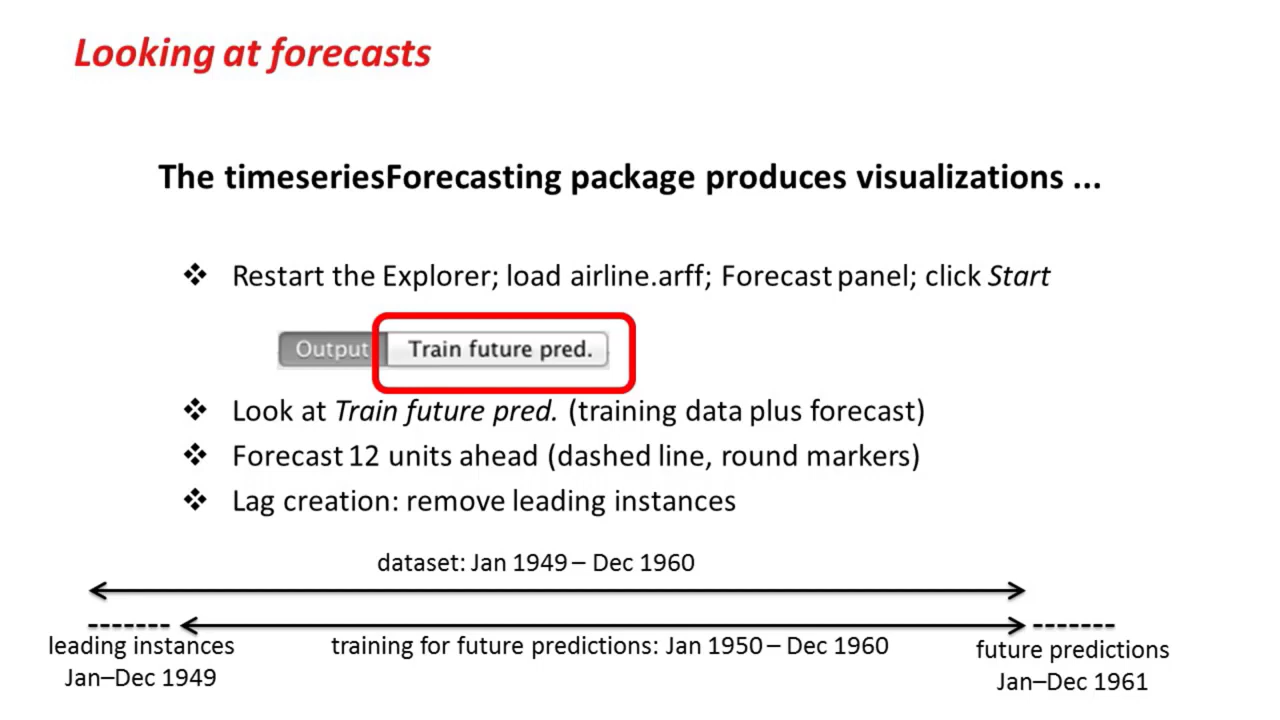 Looking at forecasts
The timeseriesForecasting package produces visualizations ...
❖ Restart the Explorer; load airline.arff; Forecast panel; click Start
Output Train future pred.
❖ Look at Train future pred. (training data plus forecast)
❖ Forecast 12 units ahead (dashed line, round markers)
❖ Lag creation: remove leading instances
dataset: Jan 1949 – Dec 1960
leading instances
Jan–Dec 1949
training for future predictions: Jan 1950 – Dec 1960
future predictions
Jan–Dec 1961